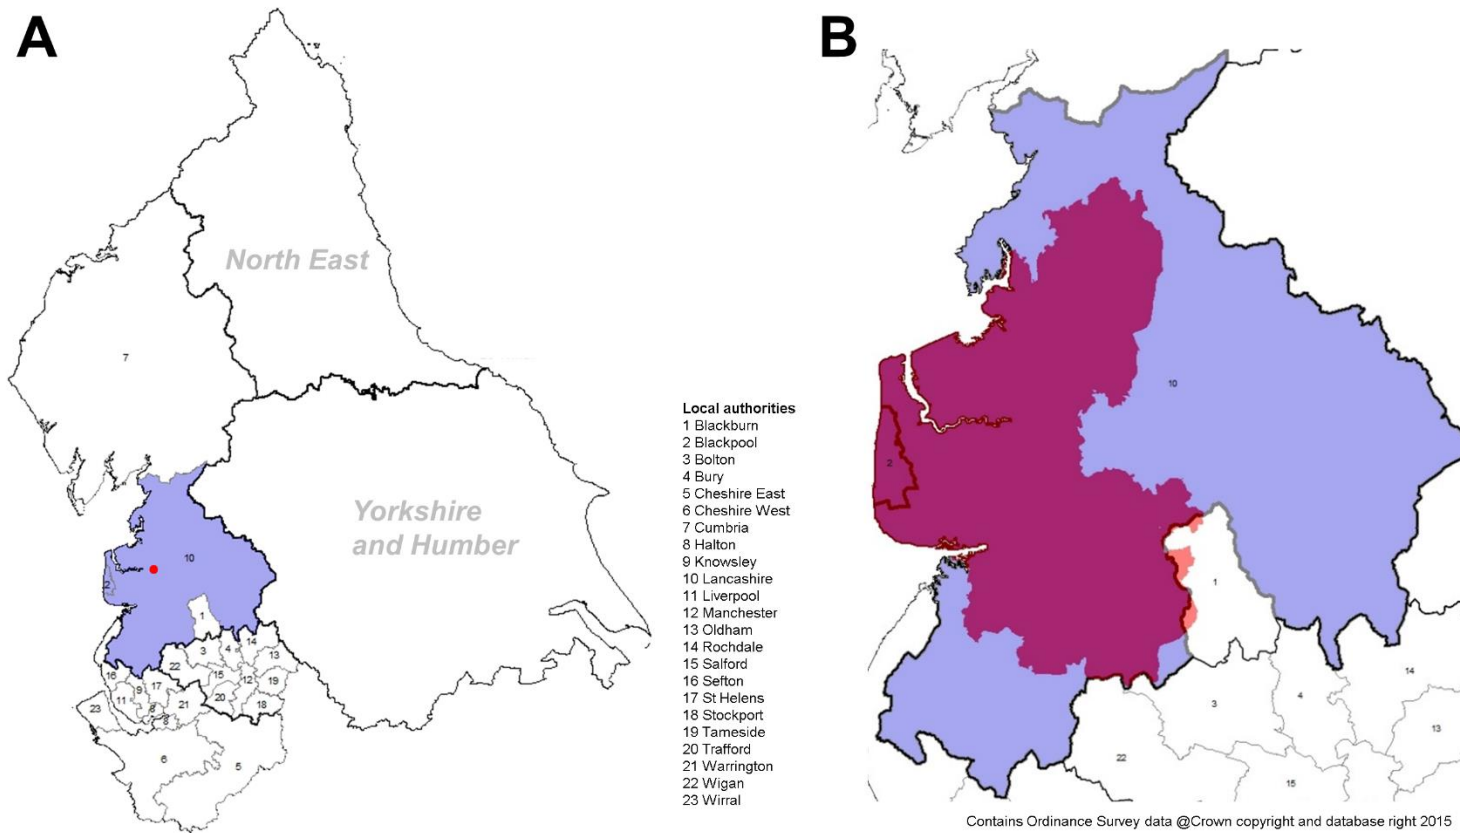 A
North East
7
10
2
1
Yorkshire
and Humber
14
3
4
13
22
15
12
19
16
9
17
11
21
20
18
23
8
8
6
5
Local authorities
1 Blackburn
2 Blackpool
3 Bolton
4 Bury
5 Cheshire East
6 Cheshire West
7 Cumbria
8 Halton
9 Knowsley
10 Lancashire
11 Liverpool
12 Manchester
13 Oldham
14 Rochdale
15 Salford
16 Sefton
17 St Helens
18 Stockport
19 Tameside
20 Trafford
21 Warrington
22 Wigan
23 Wirral
B
10
2
1
14
4
3
13
22
15
Contains Ordinance Survey data @Crown copyright and database right 2015